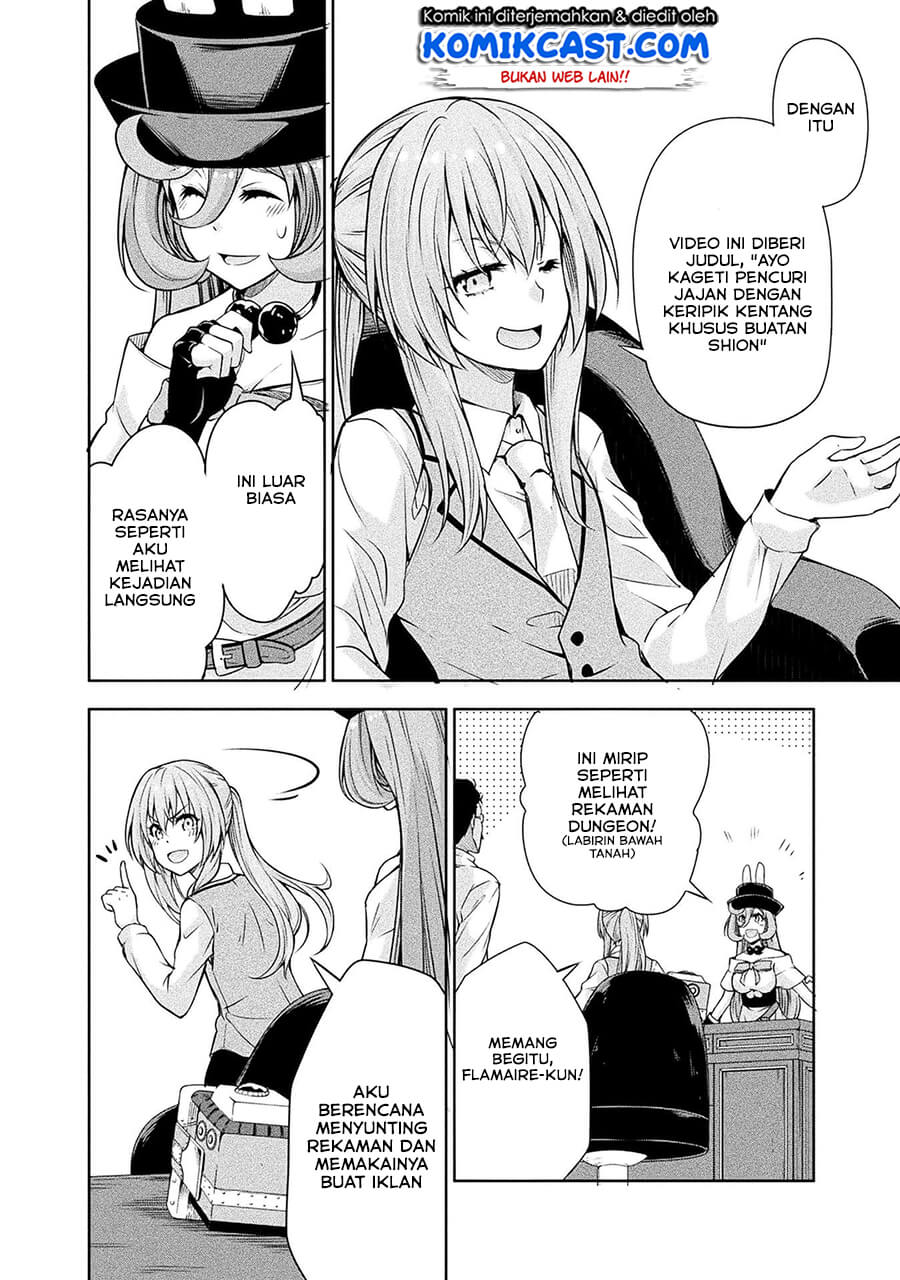 Komik ini diterjemahkan & diedit oleh
KOMIKCAST.COM
BUKAN WEB LAIN!!
DENGAN
ITU
VIDEO INI DIBERI
JUDUL, "AYO
KAGETI PENCURI
JAJAN DENGAN
KERIPIK KENTANG
KHUSUS BUATAN
SHION"
INI LUAR
BIASA
RASANYA
SEPERTI
AKU
MELIHAT
KEJADIAN
LANGSUNG
INI MIRIP
SEPERTI
MELIHAT
REKAMAN
DUNGEON!
(LABIRIN BAWAH
TANAH)
MEMANG
BEGITU,
FLAMAIRE-KUN!
AKU
BERENCANA
MENYUNTING
REKAMAN DAN
MEMAKAINYA
BUAT IKLAN